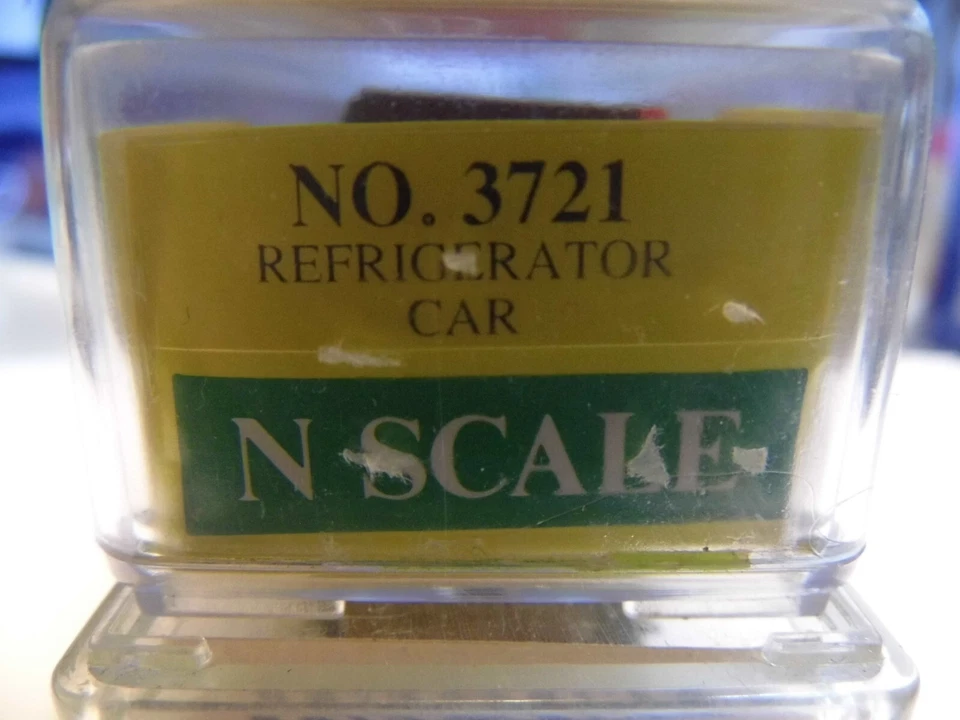 NO. 3721
REFRIGERATOR
CAR
N SCALE